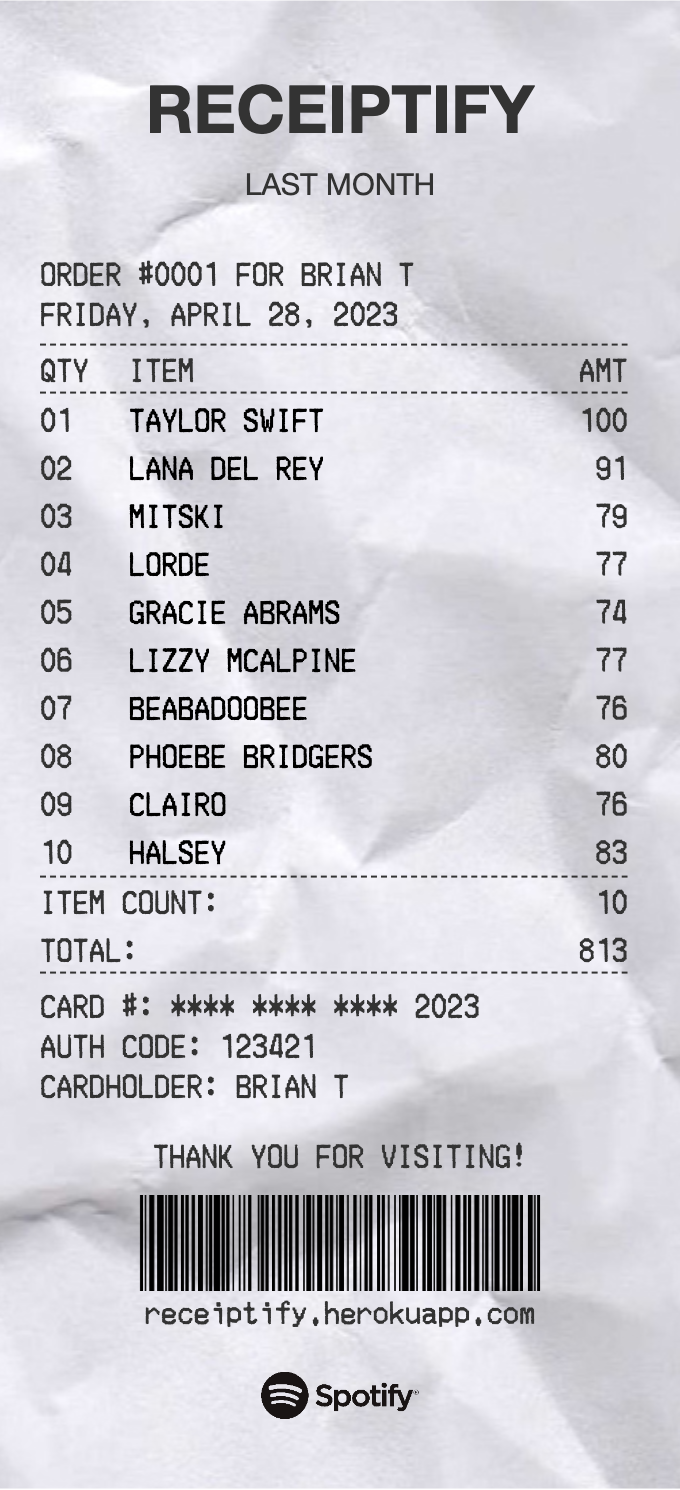 RECEIPTIFY
LAST MONTH
ORDER #0001 FOR BRIAN T
FRIDAY, APRIL 28, 2023
QTY ITEM AMT
01 TAYLOR SWIFT 100
02 LANA DEL REY 91
03 MITSKI 79
04 LORDE 77
05 GRACIE ABRAMS 74
06 LIZZY MCALPINE 77
07 BEABADOOBEE 76
08 PHOEBE BRIDGERS 80
09 CLAIRO 76
10 HALSEY 83
ITEM COUNT: 10
TOTAL: 813
CARD #: **** **** **** 2023
AUTH CODE: 123421
CARDHOLDER: BRIAN T
THANK YOU FOR VISITING!
receiptify.herokuapp.com
Spotify®